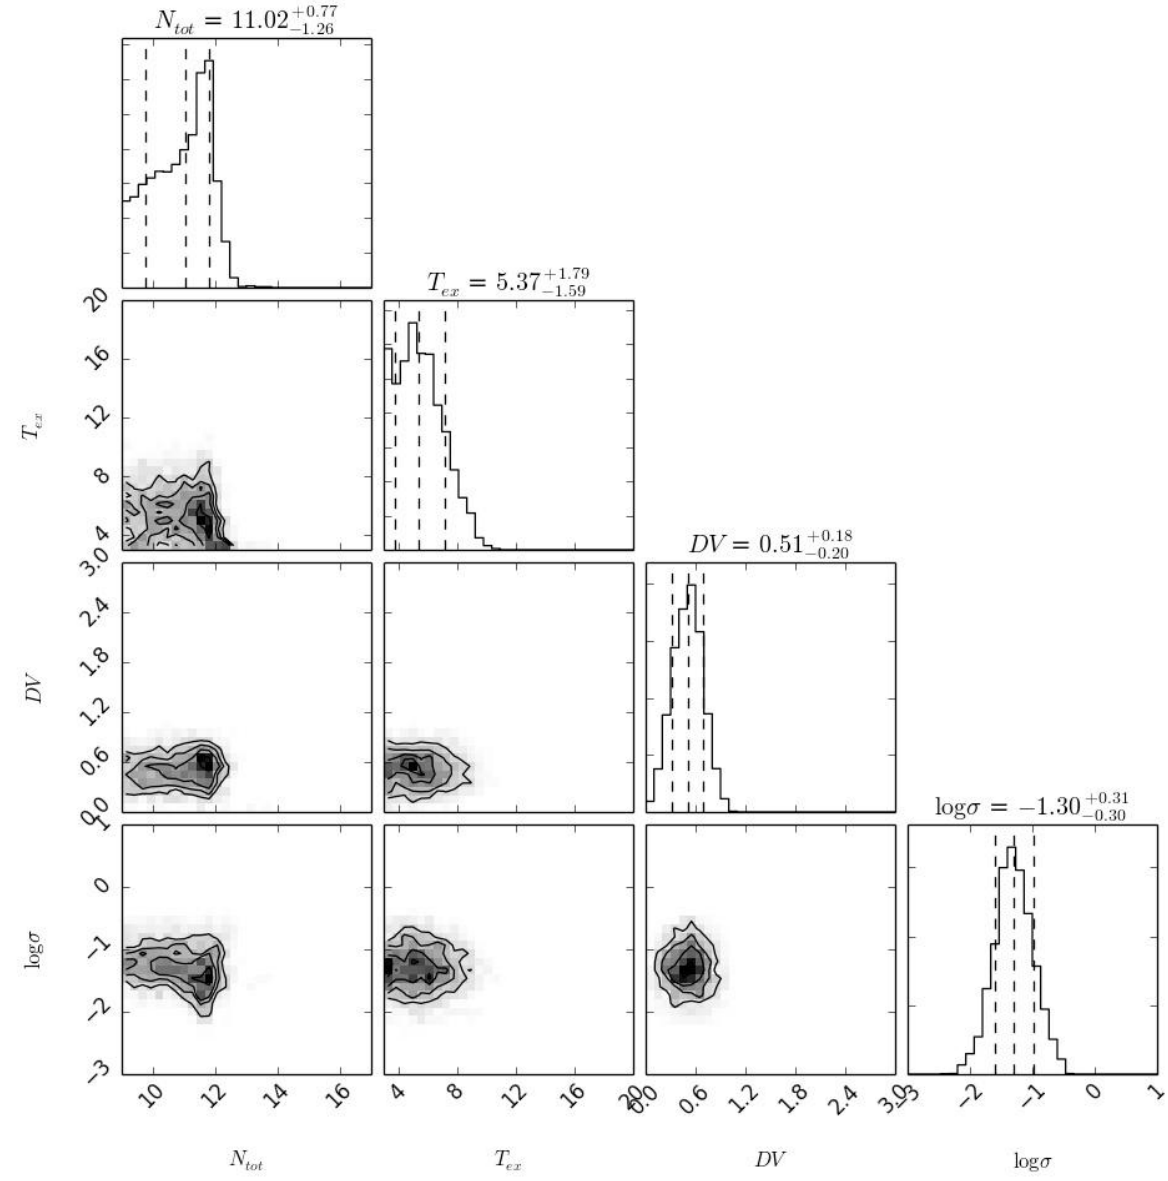 N_tot = 11.02 +0.77 −1.26
T_ex = 5.37 +1.79 −1.59
20
16
12
8
4
T_ex
DV = 0.51 +0.18 −0.20
3.0
2.4
1.8
1.2
0.6
0.0
DV
logσ = −1.30 +0.31 −0.30
1
0
−1
−2
−3
logσ
10 12 14 16
4 8 12 16 20
0.0 0.6 1.2 1.8 2.4 3.0
−3 −2 −1 0 1
N_tot T_ex DV logσ